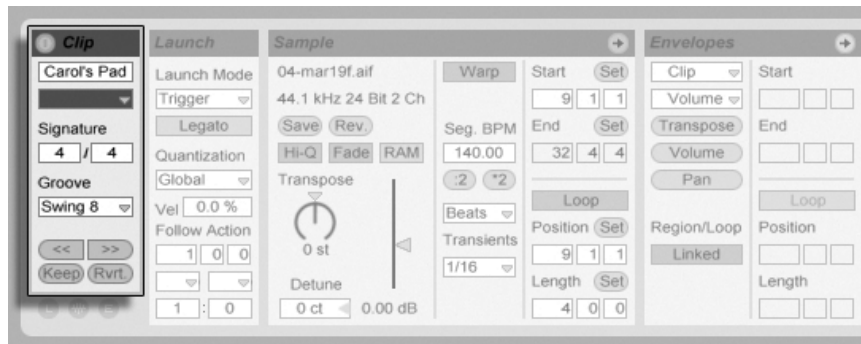 Clip
Carol's Pad
Signature
4 / 4
Groove
Swing 8
<< >>
Keep Rvrt.
Launch
Launch Mode
Trigger
Legato
Quantization
Global
Vel 0.0 %
Follow Action
1 0 0
1 : 0
Sample
04-mar19f.aif
44.1 kHz 24 Bit 2 Ch
Save Rev.
Hi-Q Fade RAM
Transpose
0 st
Detune
0 ct 0.00 dB
Warp
Seg. BPM
140.00
:2 *2
Beats
Transients
1/16
Start Set
9 1 1
End Set
32 4 4
Loop
Position Set
9 1 1
Length Set
4 0 0
Envelopes
Clip
Volume
Transpose
Volume
Pan
Region/Loop
Linked
Start
End
Loop
Position
Length
L E